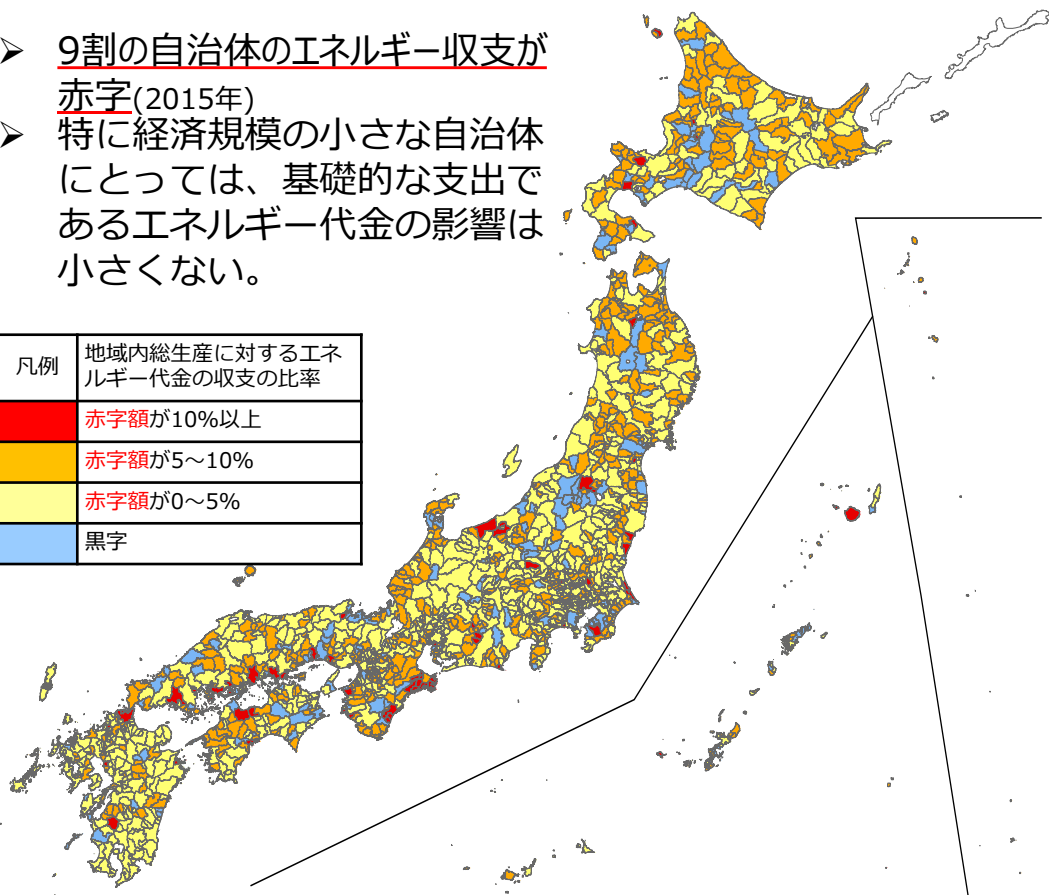 ➢ 9割の自治体のエネルギー収支が
赤字(2015年)
➢ 特に経済規模の小さな自治体
にとっては、基礎的な支出で
あるエネルギー代金の影響は
小さくない。
凡例
地域内総生産に対するエネ
ルギー代金の収支の比率
赤字額が10%以上
赤字額が5～10%
赤字額が0～5%
黒字